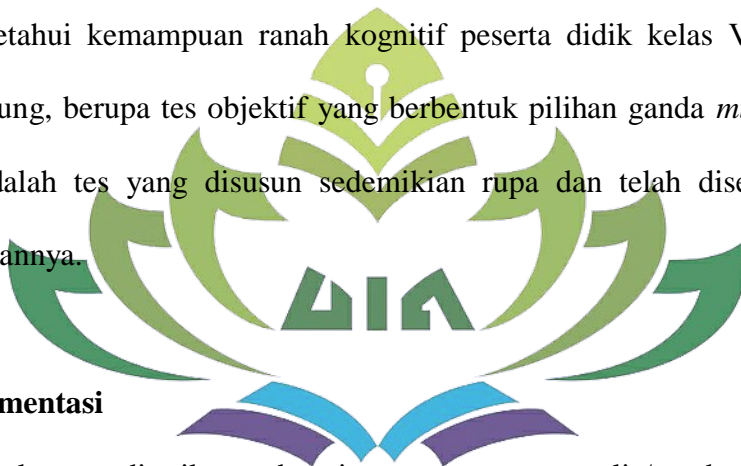 etahui kemampuan ranah kognitif peserta didik kelas V
ung, berupa tes objektif yang berbentuk pilihan ganda m
dalah tes yang disusun sedemikian rupa dan telah dise
annya.
UIN
mentasi